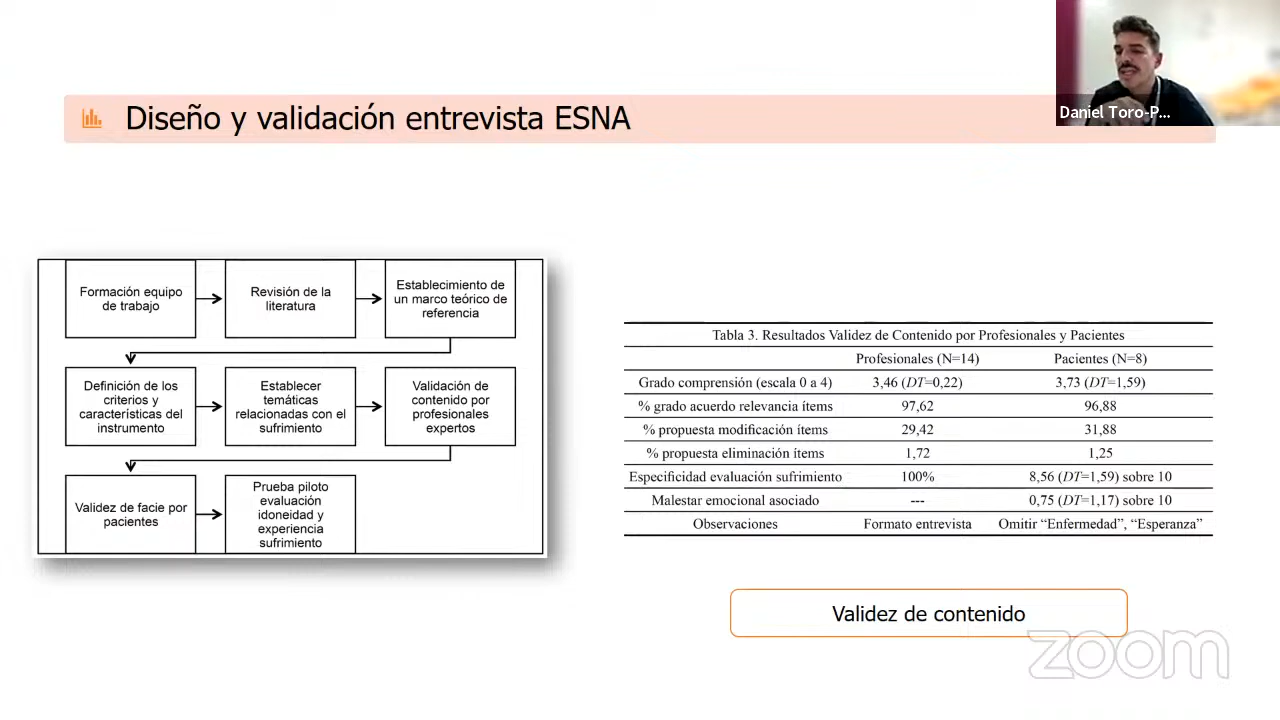 Diseño y validación entrevista ESNA
Daniel Toro-P...
Formación equipo
de trabajo
Revisión de la
literatura
Establecimiento de
un marco teórico de
referencia
Definición de los
criterios y
características del
instrumento
Establecer
temáticas
relacionadas con el
sufrimiento
Validación de
contenido por
profesionales
expertos
Validez de facie por
pacientes
Prueba piloto
evaluación
idoneidad y
experiencia
sufrimiento
Tabla 3. Resultados Validez de Contenido por Profesionales y Pacientes
Profesionales (N=14) Pacientes (N=8)
Grado comprensión (escala 0 a 4) 3,46 (DT=0,22) 3,73 (DT=1,59)
% grado acuerdo relevancia ítems 97,62 96,88
% propuesta modificación ítems 29,42 31,88
% propuesta eliminación ítems 1,72 1,25
Especificidad evaluación sufrimiento 100% 8,56 (DT=1,59) sobre 10
Malestar emocional asociado --- 0,75 (DT=1,17) sobre 10
Observaciones Formato entrevista Omitir “Enfermedad”, “Esperanza”
Validez de contenido
zoom